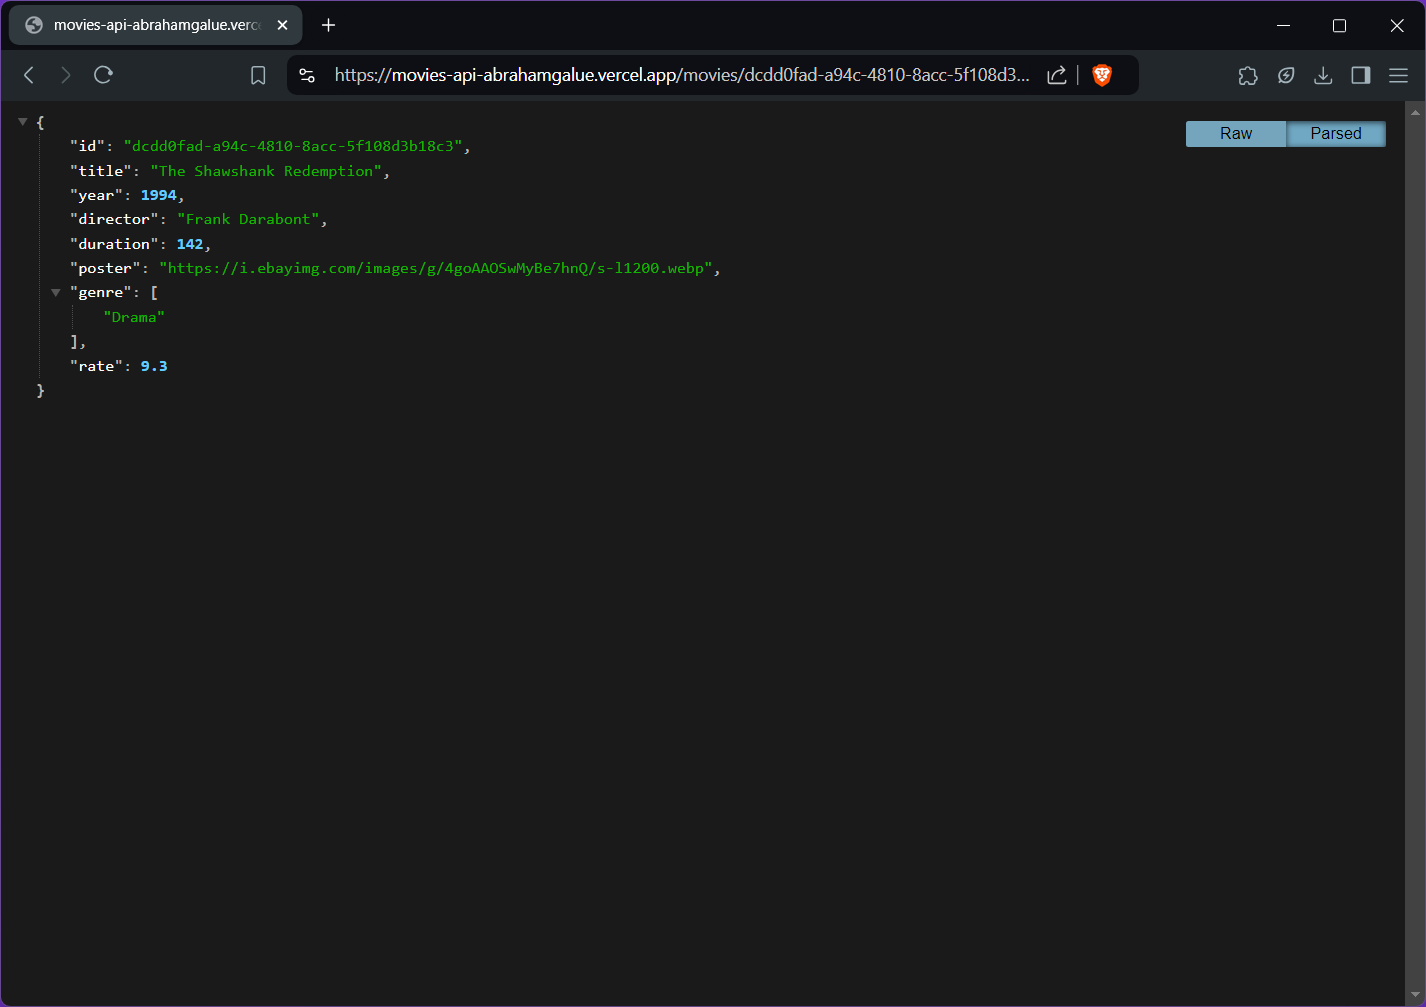 movies-api-abrahamgalue.verc
https://movies-api-abrahamgalue.vercel.app/movies/dcdd0fad-a94c-4810-8acc-5f108d3...
Raw Parsed
{
"id": "dcdd0fad-a94c-4810-8acc-5f108d3b18c3",
"title": "The Shawshank Redemption",
"year": 1994,
"director": "Frank Darabont",
"duration": 142,
"poster": "https://i.ebayimg.com/images/g/4goAAOSwMyBe7hnQ/s-l1200.webp",
"genre": [
"Drama"
],
"rate": 9.3
}